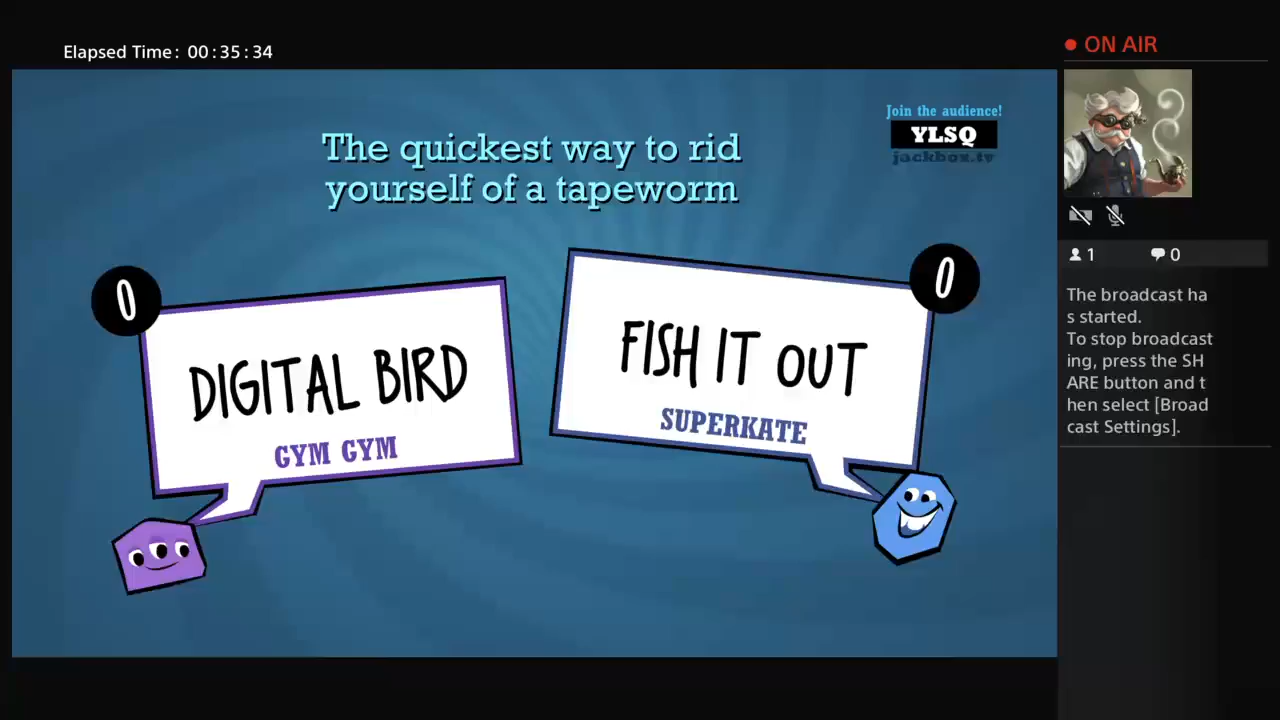 Elapsed Time: 00:35:34
ON AIR
Join the audience!
YLSQ
jackbox.tv
The quickest way to rid
yourself of a tapeworm
0
DIGITAL BIRD
GYM GYM
0
FISH IT OUT
SUPERKATE
1
0
The broadcast ha
s started.
To stop broadcast
ing, press the SH
ARE button and t
hen select [Broad
cast Settings].